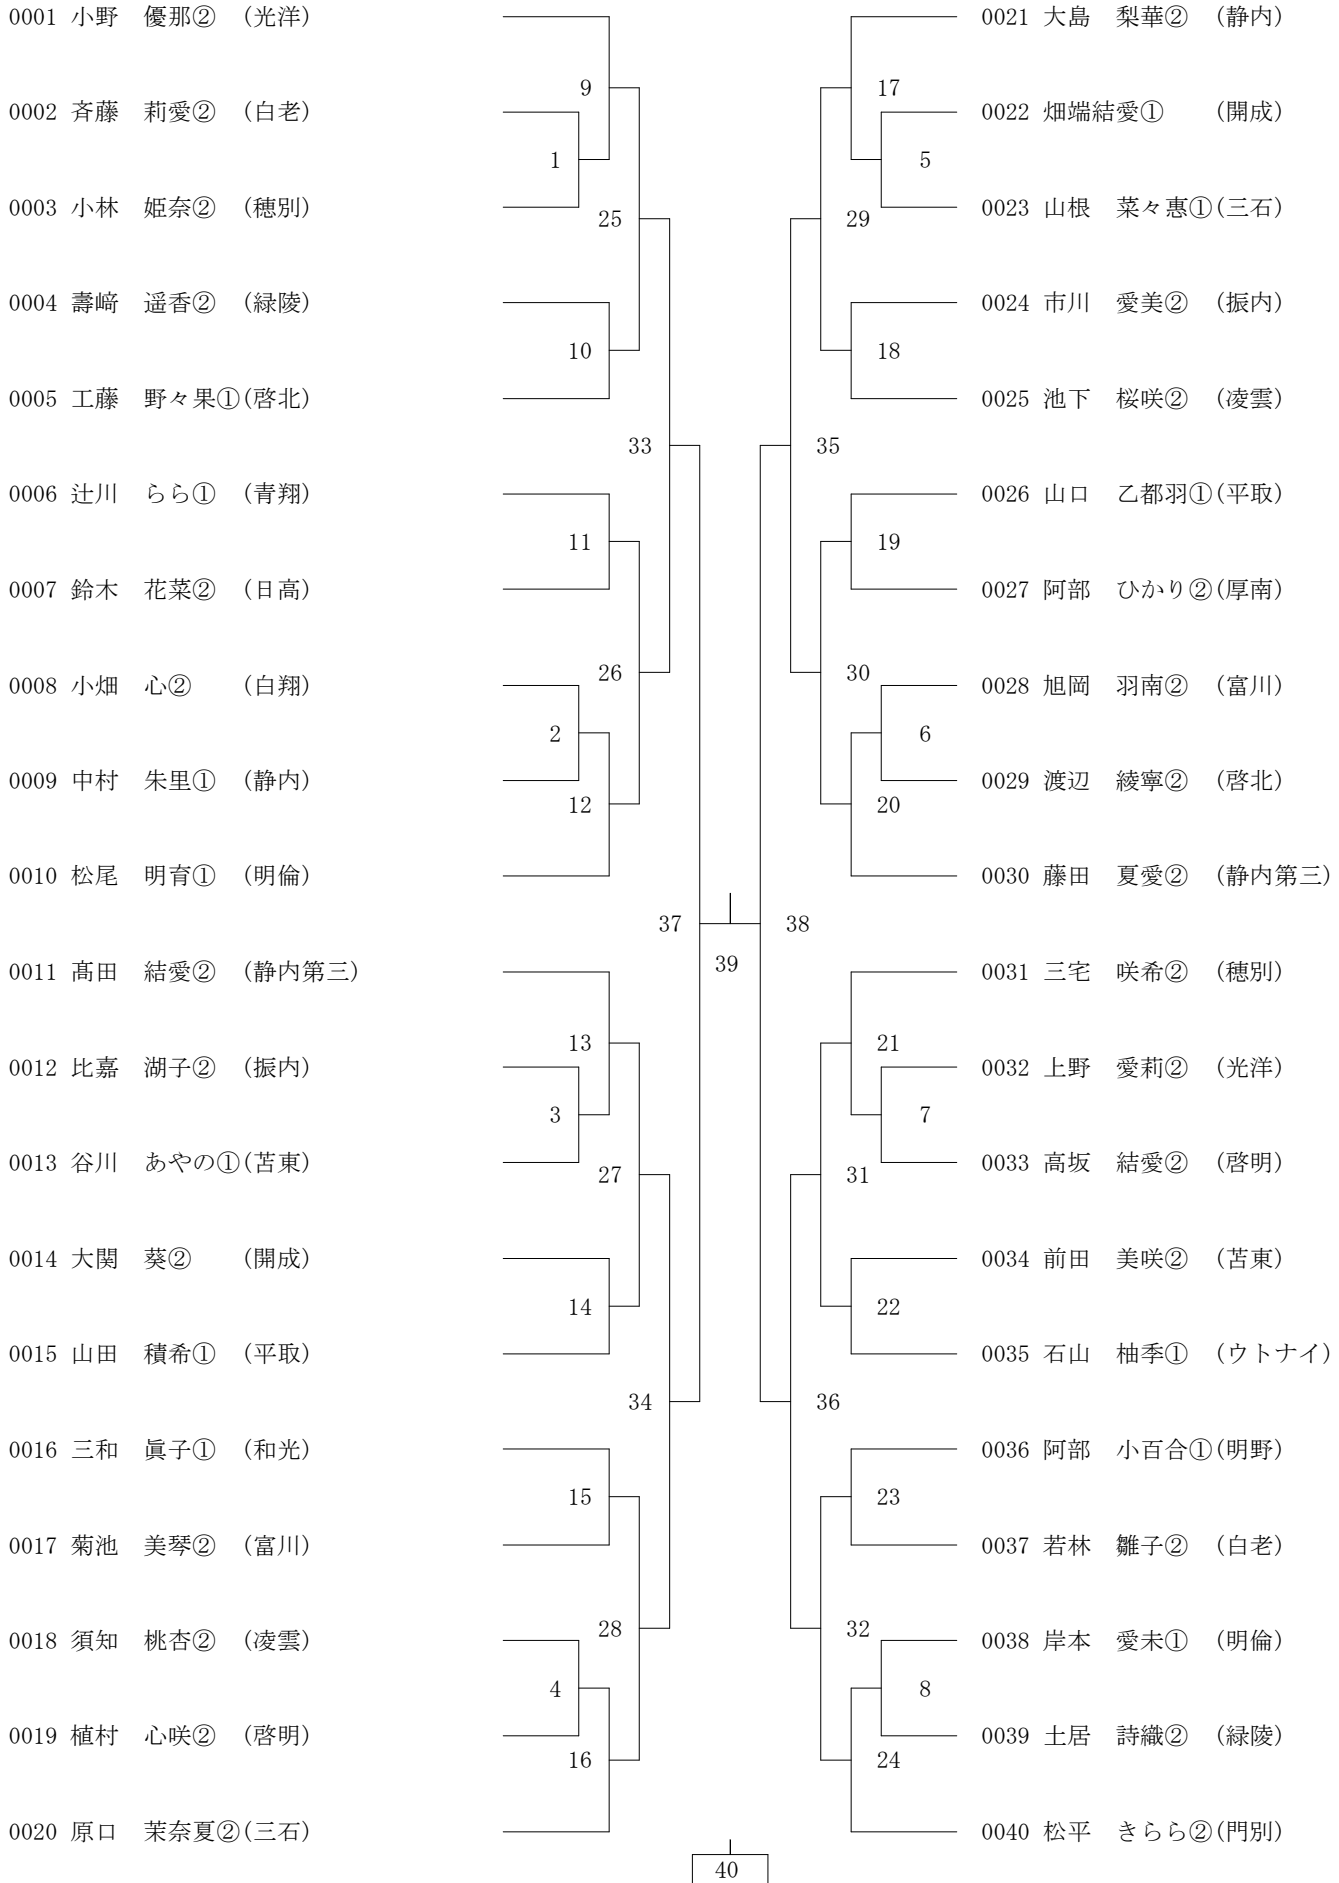 0001 小野　優那②　(光洋)
9
0002 斉藤　莉愛②　(白老)
1
0003 小林　姫奈②　(穂別)
25
0004 壽﨑　遥香②　(緑陵)
10
0005 工藤　野々果①(啓北)
33
0006 辻川　らら①　(青翔)
11
0007 鈴木　花菜②　(日高)
26
0008 小畑　心②　　(白翔)
2
0009 中村　朱里①　(静内)
12
0010 松尾　明育①　(明倫)
37
0011 髙田　結愛②　(静内第三)
13
0012 比嘉　湖子②　(振内)
3
0013 谷川　あやの①(苫東)
27
0014 大関　葵②　　(開成)
14
0015 山田　積希①　(平取)
34
0016 三和　眞子①　(和光)
15
0017 菊池　美琴②　(富川)
28
0018 須知　桃杏②　(凌雲)
4
0019 植村　心咲②　(啓明)
16
0020 原口　茉奈夏②(三石)
39
40
0021 大島　梨華②　(静内)
17
0022 畑端結愛①　　(開成)
5
0023 山根　菜々惠①(三石)
29
0024 市川　愛美②　(振内)
18
0025 池下　桜咲②　(凌雲)
35
0026 山口　乙都羽①(平取)
19
0027 阿部　ひかり②(厚南)
30
0028 旭岡　羽南②　(富川)
6
0029 渡辺　綾寧②　(啓北)
20
0030 藤田　夏愛②　(静内第三)
38
0031 三宅　咲希②　(穂別)
21
0032 上野　愛莉②　(光洋)
7
0033 高坂　結愛②　(啓明)
31
0034 前田　美咲②　(苫東)
22
0035 石山　柚季①　(ウトナイ)
36
0036 阿部　小百合①(明野)
23
0037 若林　雛子②　(白老)
32
0038 岸本　愛未①　(明倫)
8
0039 土居　詩織②　(緑陵)
24
0040 松平　きらら②(門別)